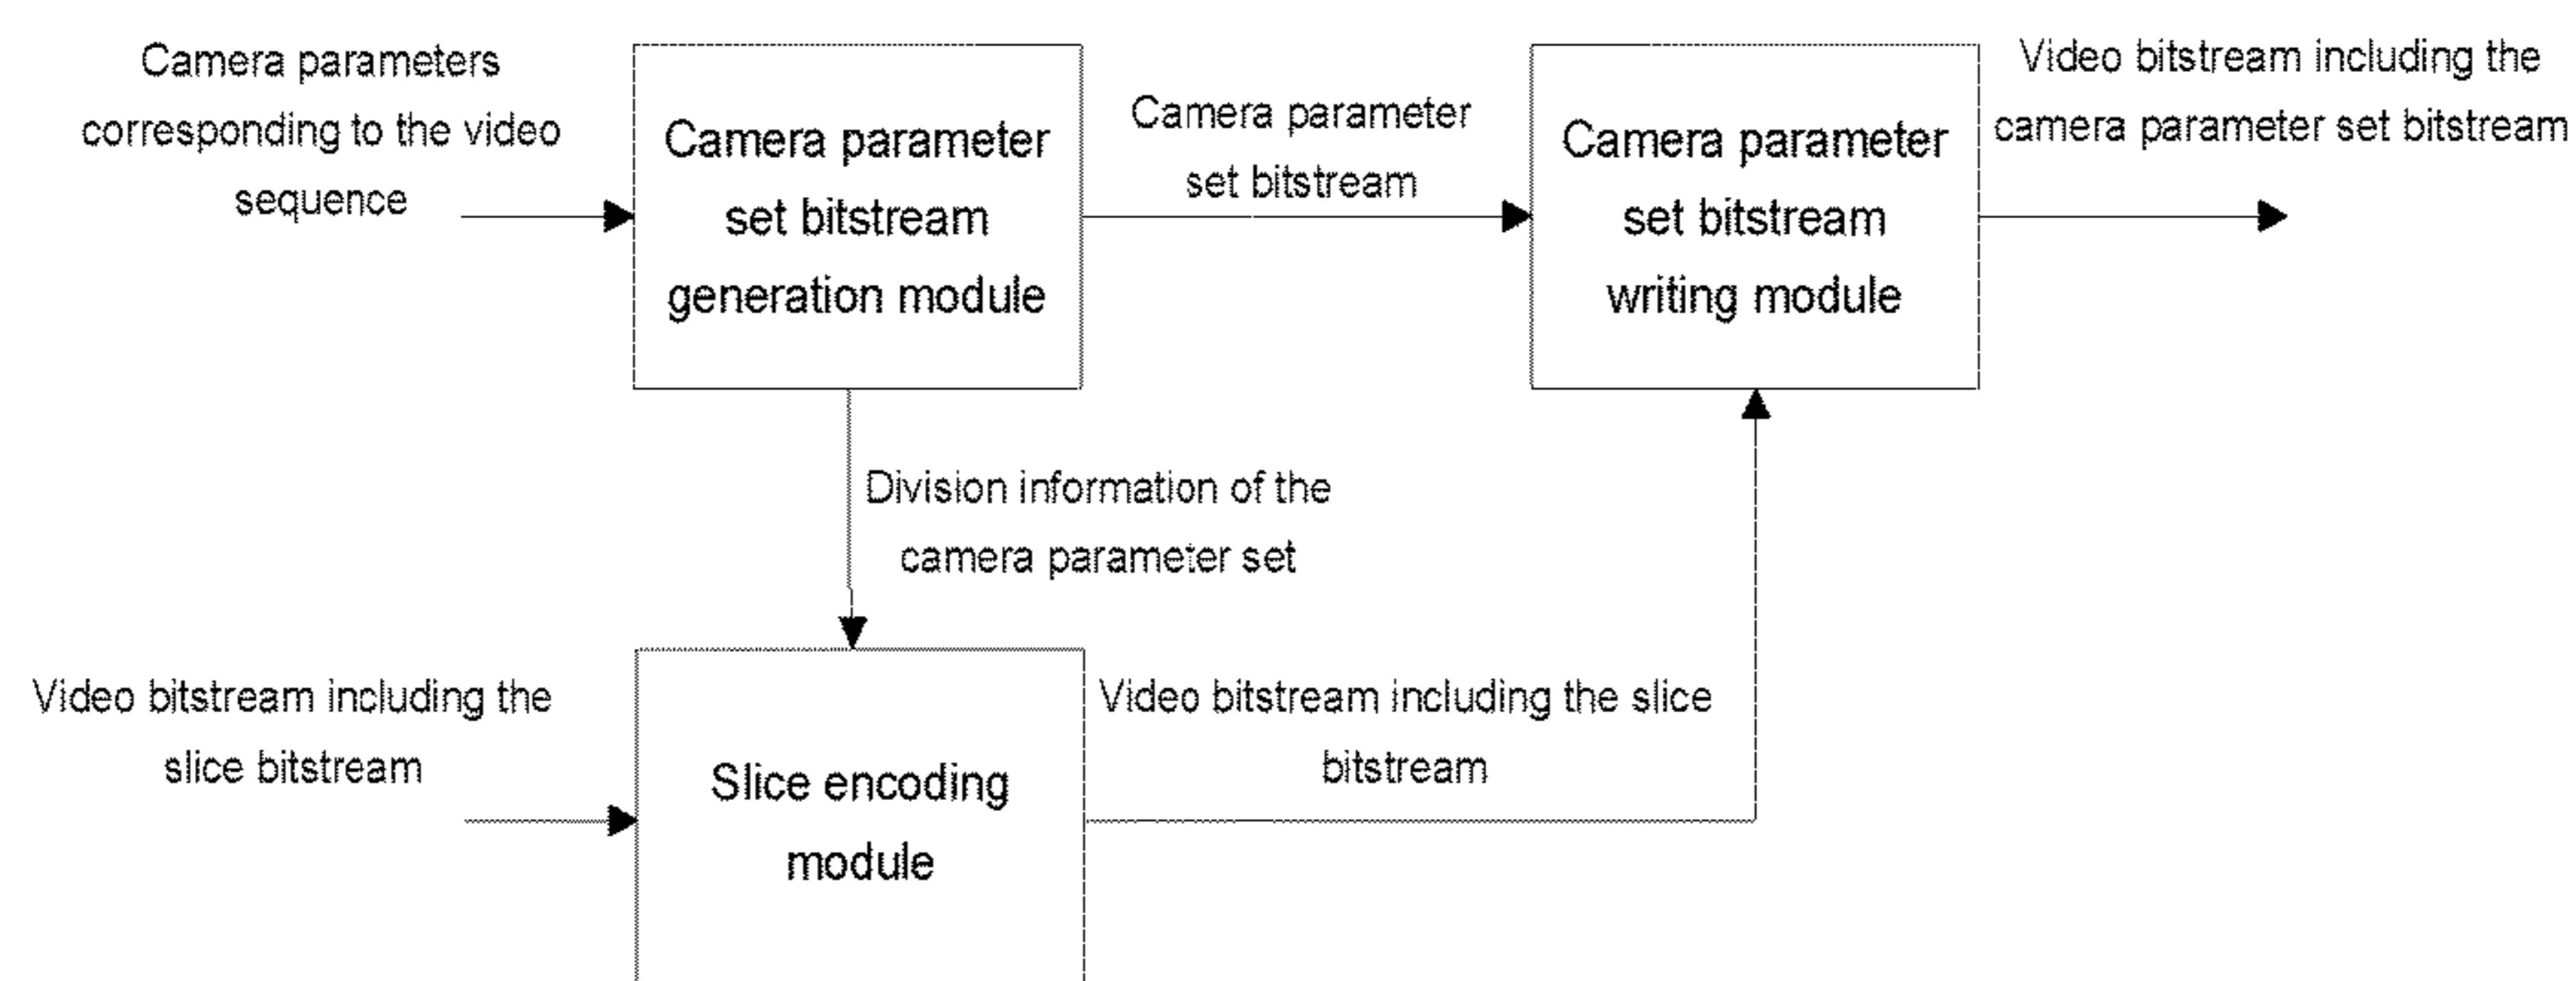 Camera parameters
corresponding to the video
sequence
Camera parameter
set bitstream
generation module
Camera parameter
set bitstream
Camera parameter
set bitstream
writing module
Video bitstream including the
camera parameter set bitstream
Division information of the
camera parameter set
Video bitstream including the
slice bitstream
Slice encoding
module
Video bitstream including the slice
bitstream